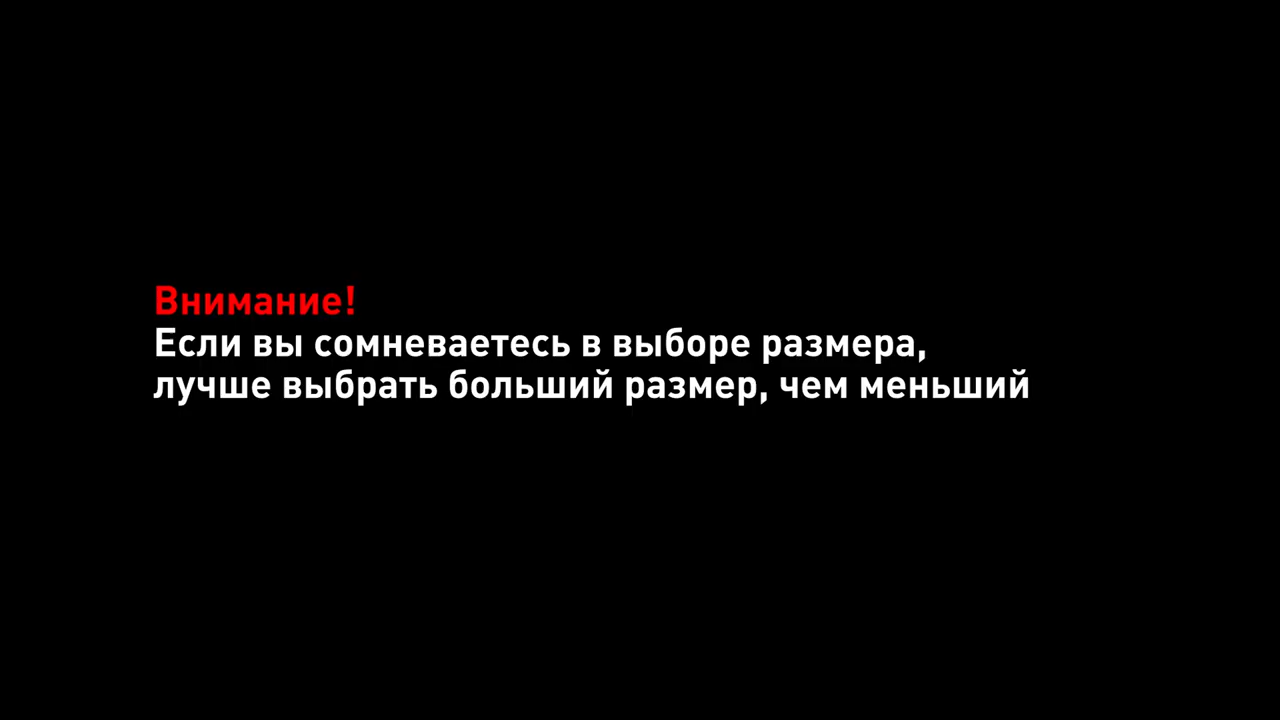 Внимание!
Если вы сомневаетесь в выборе размера,
лучше выбрать больший размер, чем меньший